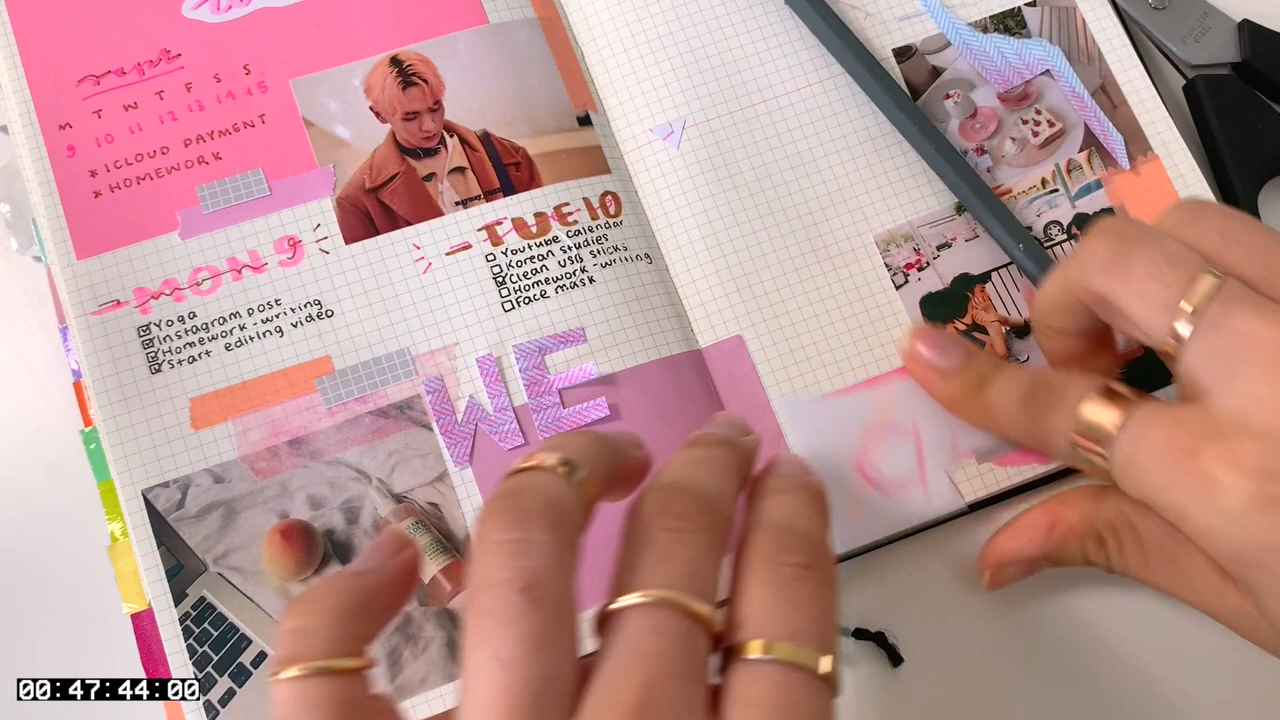 sept
M T W T F S S
9 10 11 12 13 14 15
* ICLOUD PAYMENT
* HOMEWORK
- MON 9
Yoga
Instagram post
Homework-writing
Start editing video
- TUE 10
Youtube calendar
Korean studies
Clean USB sticks
Homework-writing
Face mask
WE
D
00:47:44:00